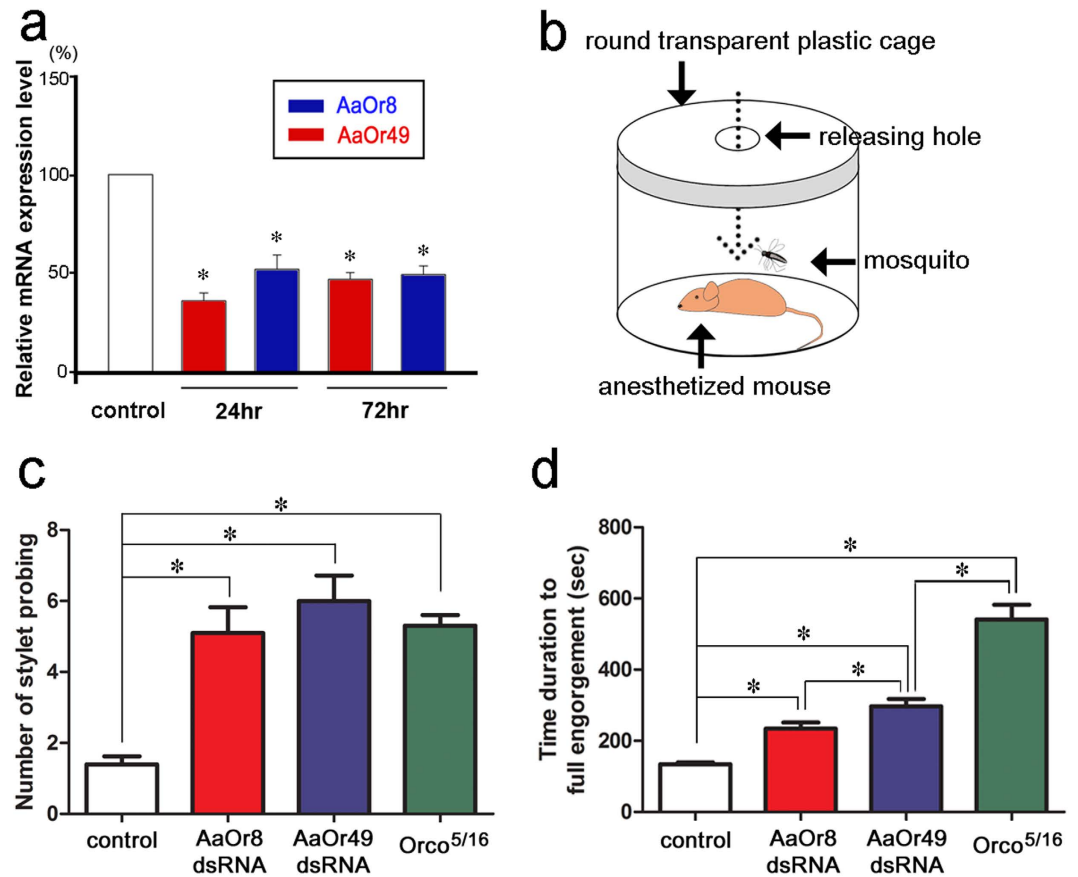 a
(%)
Relative mRNA expression level
150
100
50
0
AaOr8
AaOr49
*
*
*
*
control
24hr
72hr
b
round transparent plastic cage
releasing hole
mosquito
anesthetized mouse
c
Number of stylet probing
8
6
4
2
0
*
*
*
control
AaOr8
dsRNA
AaOr49
dsRNA
Orco5/16
d
Time duration to
full engorgement (sec)
800
600
400
200
0
*
*
*
*
*
control
AaOr8
dsRNA
AaOr49
dsRNA
Orco5/16